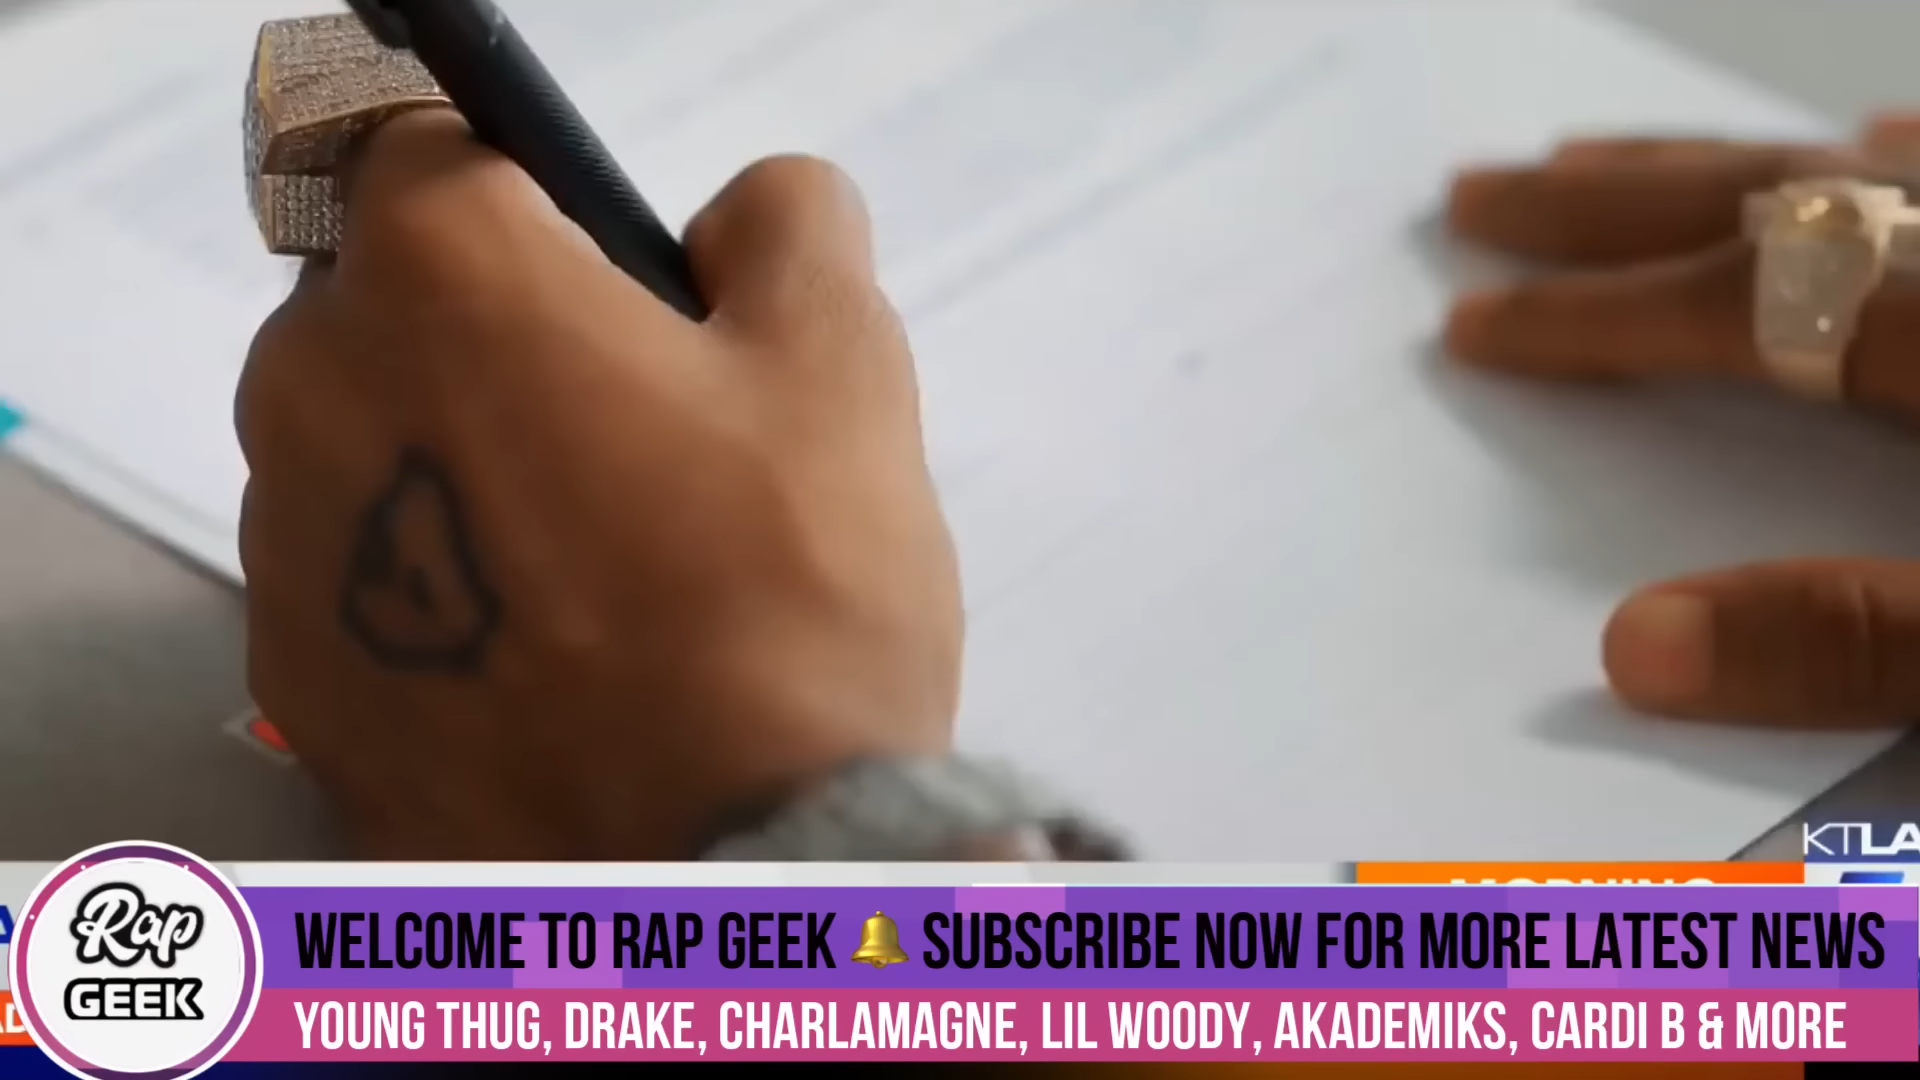 KTLA
MORNING
Rap
GEEK
WELCOME TO RAP GEEK 🔔 SUBSCRIBE NOW FOR MORE LATEST NEWS
YOUNG THUG, DRAKE, CHARLAMAGNE, LIL WOODY, AKADEMIKS, CARDI B & MORE